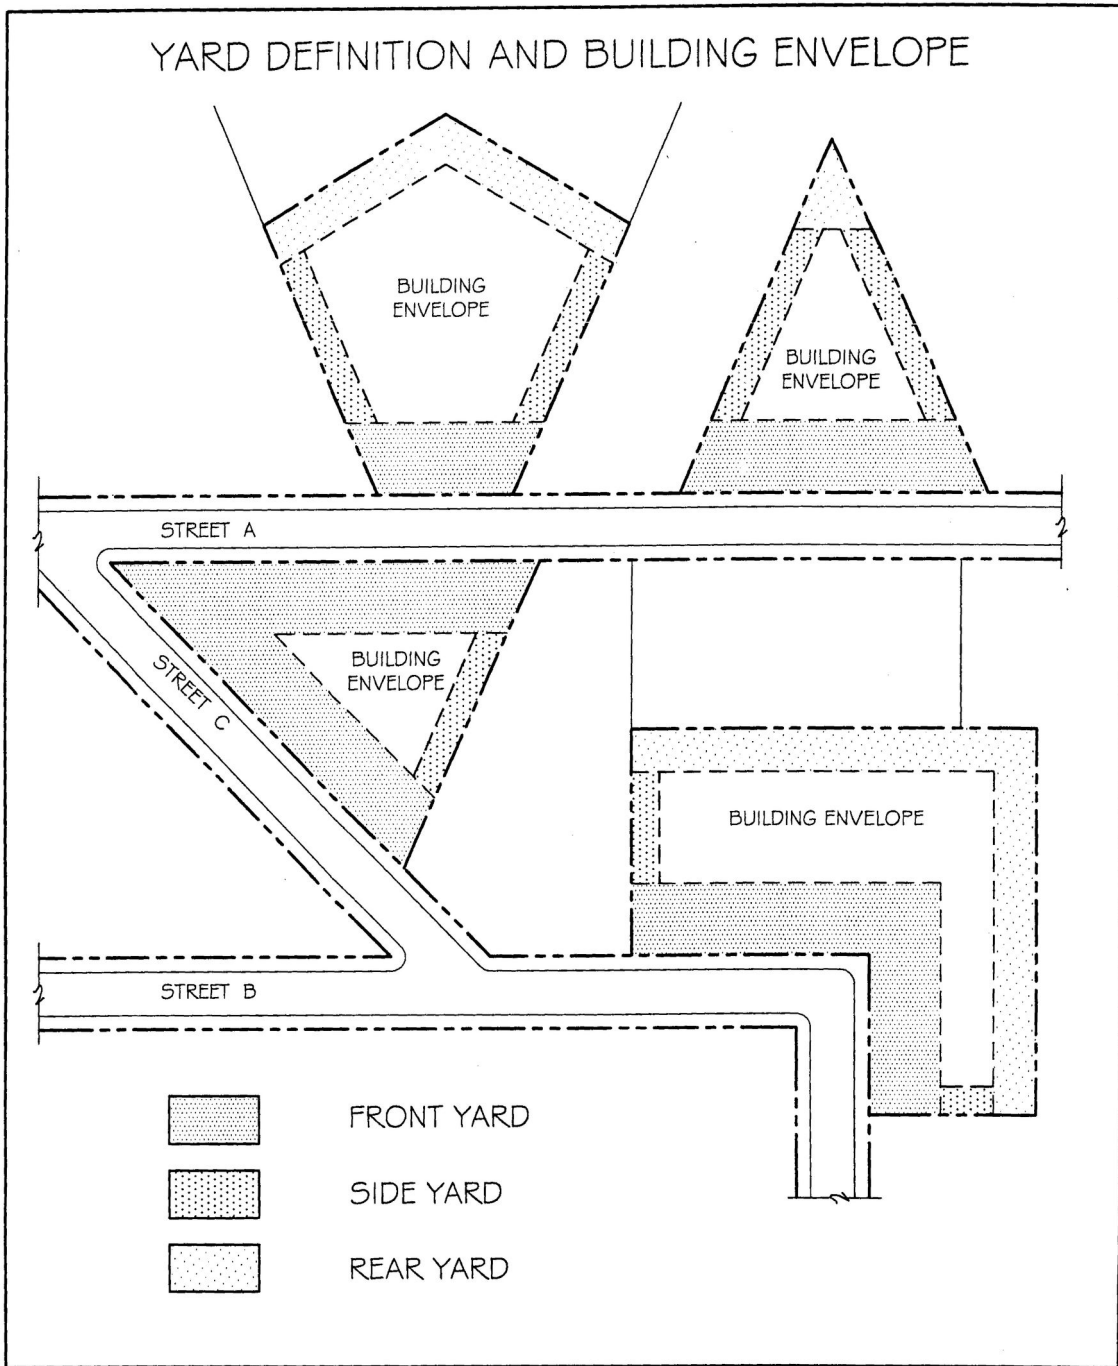 YARD DEFINITION AND BUILDING ENVELOPE
BUILDING
ENVELOPE
BUILDING
ENVELOPE
STREET A
BUILDING
ENVELOPE
STREET C
BUILDING ENVELOPE
STREET B
FRONT YARD
SIDE YARD
REAR YARD